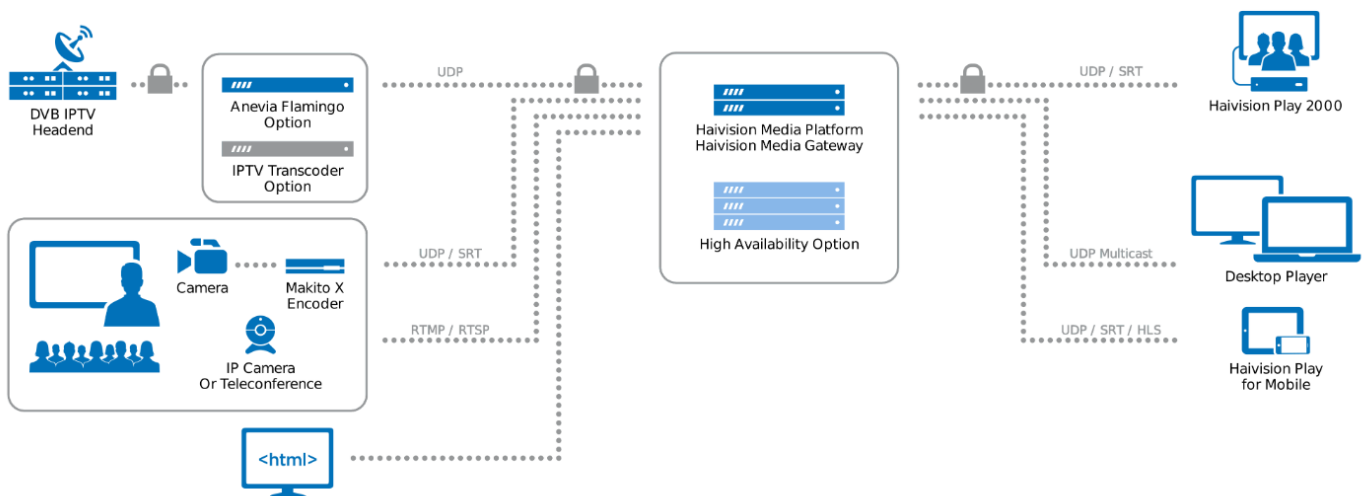 DVB IPTV
Headend
Anevia Flamingo
Option
IPTV Transcoder
Option
UDP
Camera
Makito X
Encoder
IP Camera
Or Teleconference
UDP / SRT
RTMP / RTSP
<html>
Haivision Media Platform
Haivision Media Gateway
High Availability Option
UDP / SRT
Haivision Play 2000
UDP Multicast
Desktop Player
UDP / SRT / HLS
Haivision Play
for Mobile